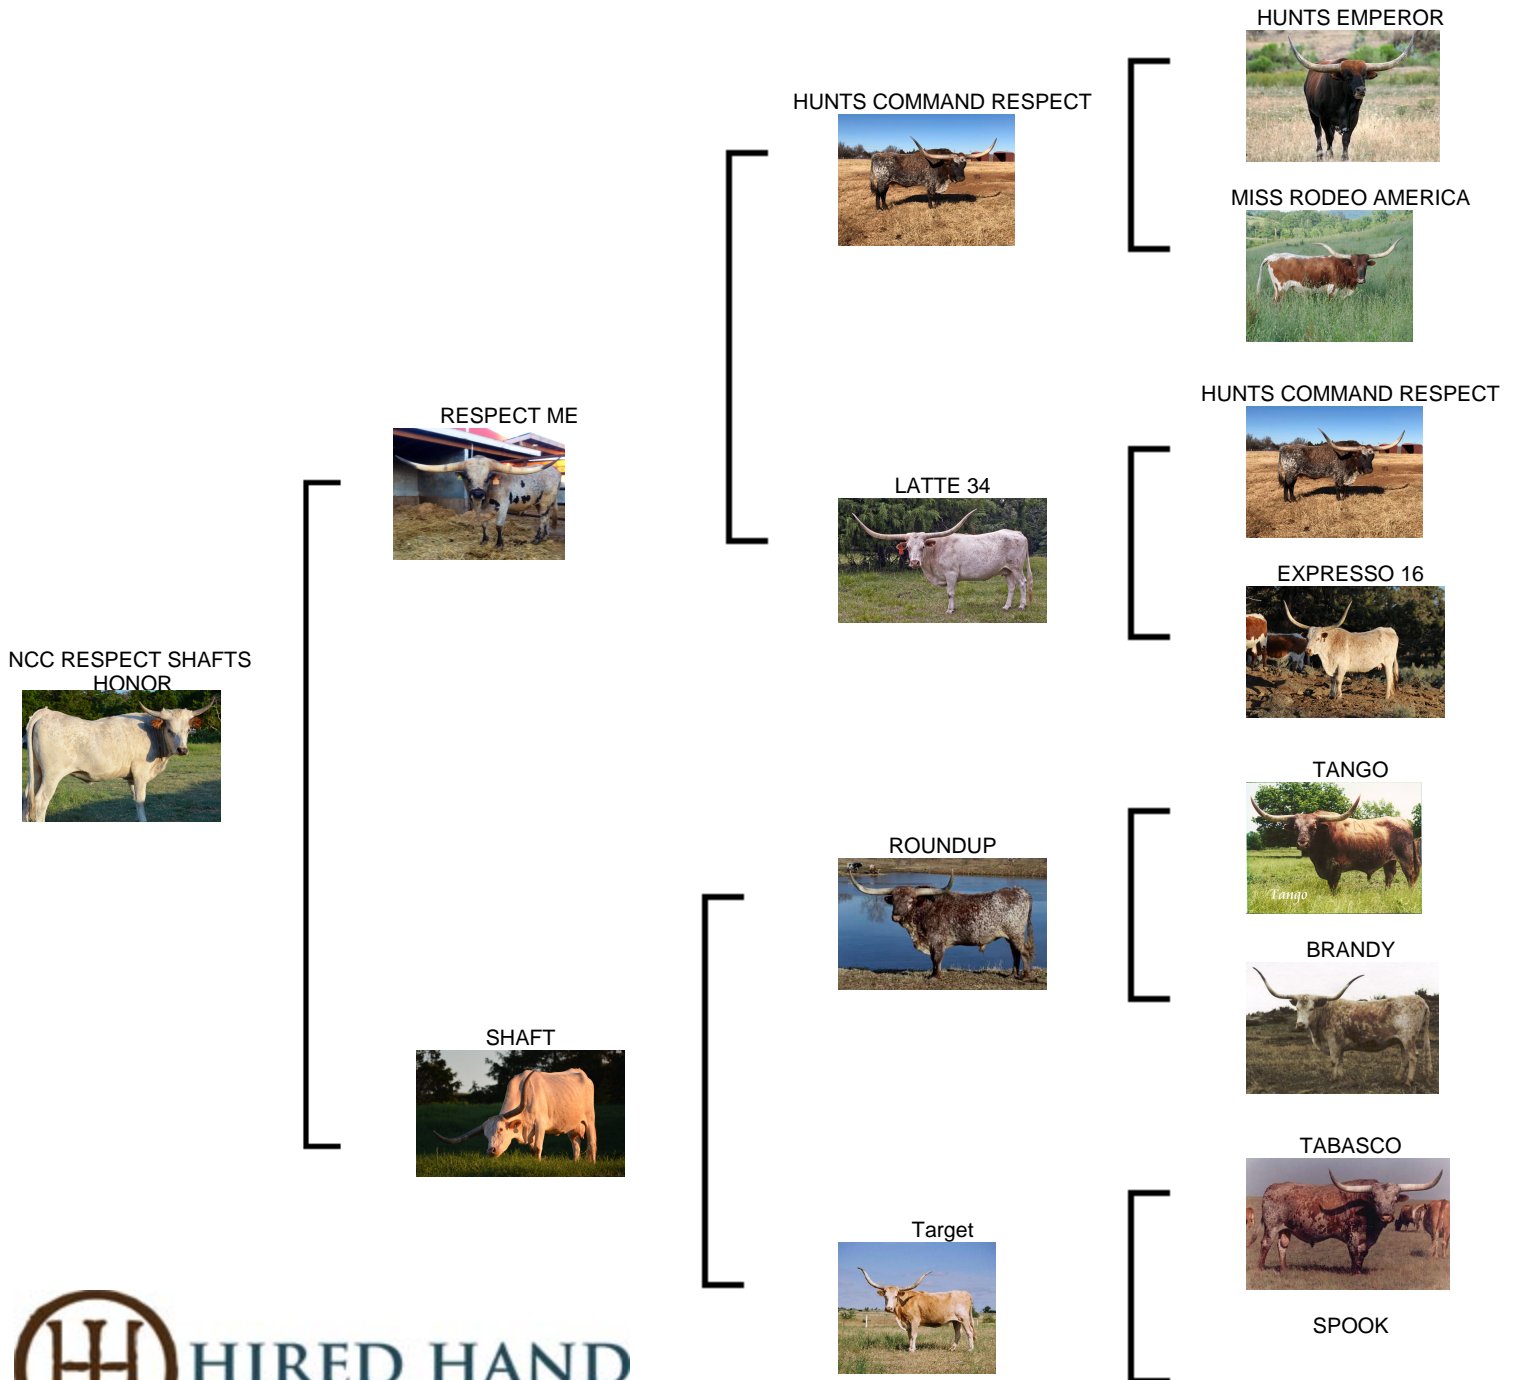 HUNTS EMPEROR
HUNTS COMMAND RESPECT
MISS RODEO AMERICA
HUNTS COMMAND RESPECT
RESPECT ME
LATTE 34
EXPRESSO 16
NCC RESPECT SHAFTS
HONOR
TANGO
ROUNDUP
Tango
BRANDY
SHAFT
TABASCO
Target
SPOOK
HIRED HAND